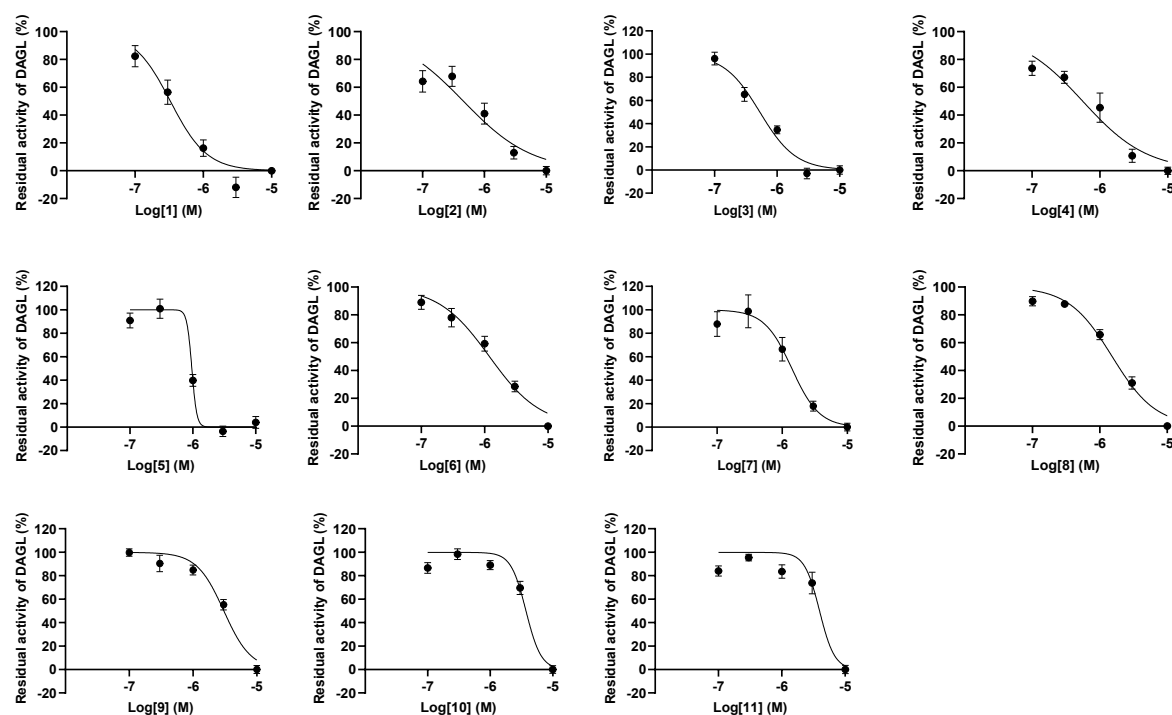 Residual activity of DAGL (%)
100
80
60
40
20
0
-20
-7 -6 -5
Log[1] (M)
Residual activity of DAGL (%)
100
80
60
40
20
0
-20
-7 -6 -5
Log[2] (M)
Residual activity of DAGL (%)
120
100
80
60
40
20
0
-20
-7 -6 -5
Log[3] (M)
Residual activity of DAGL (%)
100
80
60
40
20
0
-20
-7 -6 -5
Log[4] (M)
Residual activity of DAGL (%)
120
100
80
60
40
20
0
-20
-7 -6 -5
Log[5] (M)
Residual activity of DAGL (%)
120
100
80
60
40
20
0
-20
-7 -6 -5
Log[6] (M)
Residual activity of DAGL (%)
120
100
80
60
40
20
0
-20
-7 -6 -5
Log[7] (M)
Residual activity of DAGL (%)
100
80
60
40
20
0
-20
-7 -6 -5
Log[8] (M)
Residual activity of DAGL (%)
120
100
80
60
40
20
0
-20
-7 -6 -5
Log[9] (M)
Residual activity of DAGL (%)
120
100
80
60
40
20
0
-20
-7 -6 -5
Log[10] (M)
Residual activity of DAGL (%)
120
100
80
60
40
20
0
-20
-7 -6 -5
Log[11] (M)